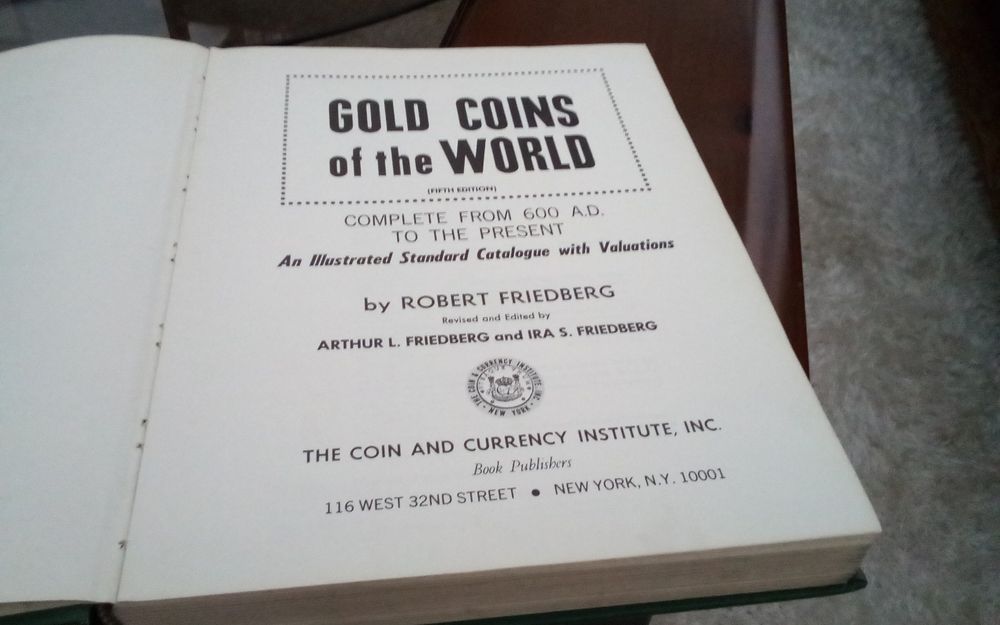 GOLD COINS
of the WORLD
(FIFTH EDITION)
COMPLETE FROM 600 A.D.
TO THE PRESENT
An Illustrated Standard Catalogue with Valuations
by ROBERT FRIEDBERG
Revised and Edited by
ARTHUR L. FRIEDBERG and IRA S. FRIEDBERG
THE COIN & CURRENCY INSTITUTE, INC.
NEW YORK
THE COIN AND CURRENCY INSTITUTE, INC.
Book Publishers
116 WEST 32ND STREET ● NEW YORK, N.Y. 10001